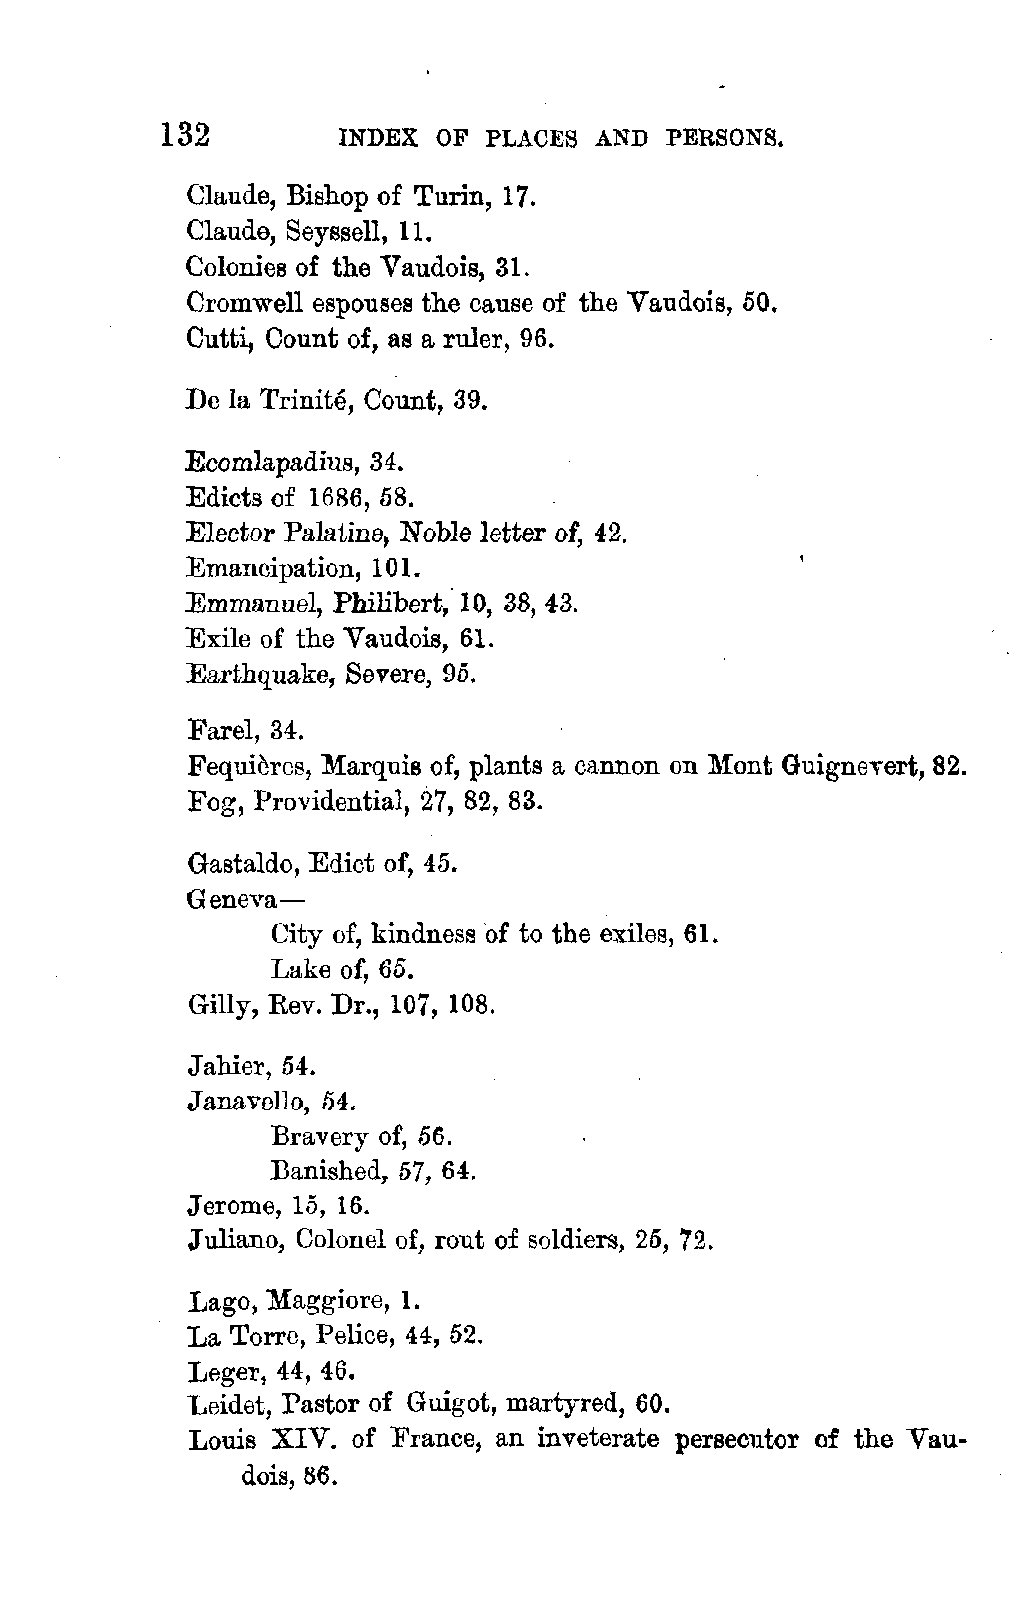 132 INDEX OF PLACES AND PERSONS.
Claude, Bishop of Turin, 17.
Claude, Seyssell, 11.
Colonies of the Vaudois, 31.
Cromwell espouses the cause of the Vaudois, 50.
Cutti, Count of, as a ruler, 96.
De la Trinité, Count, 39.
Ecomlapadius, 34.
Edicts of 1686, 58.
Elector Palatine, Noble letter of, 42.
Emancipation, 101.
Emmanuel, Philibert, 10, 38, 43.
Exile of the Vaudois, 61.
Earthquake, Severe, 95.
Farel, 34.
Fequières, Marquis of, plants a cannon on Mont Guignevert, 82.
Fog, Providential, 27, 82, 83.
Gastaldo, Edict of, 45.
Geneva—
City of, kindness of to the exiles, 61.
Lake of, 65.
Gilly, Rev. Dr., 107, 108.
Jahier, 54.
Janavello, 54.
Bravery of, 56.
Banished, 57, 64.
Jerome, 15, 16.
Juliano, Colonel of, rout of soldiers, 25, 72.
Lago, Maggiore, 1.
La Torre, Pelice, 44, 52.
Leger, 44, 46.
Leidet, Pastor of Guigot, martyred, 60.
Louis XIV. of France, an inveterate persecutor of the Vau-
dois, 86.